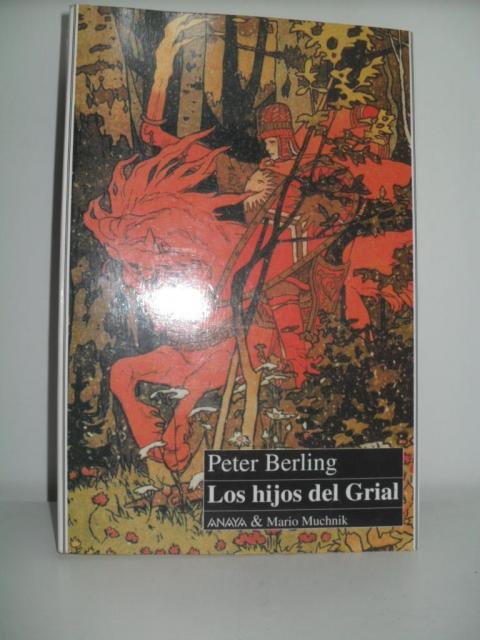 Peter Berling
Los hijos del Grial
ANAYA & Mario Muchnik